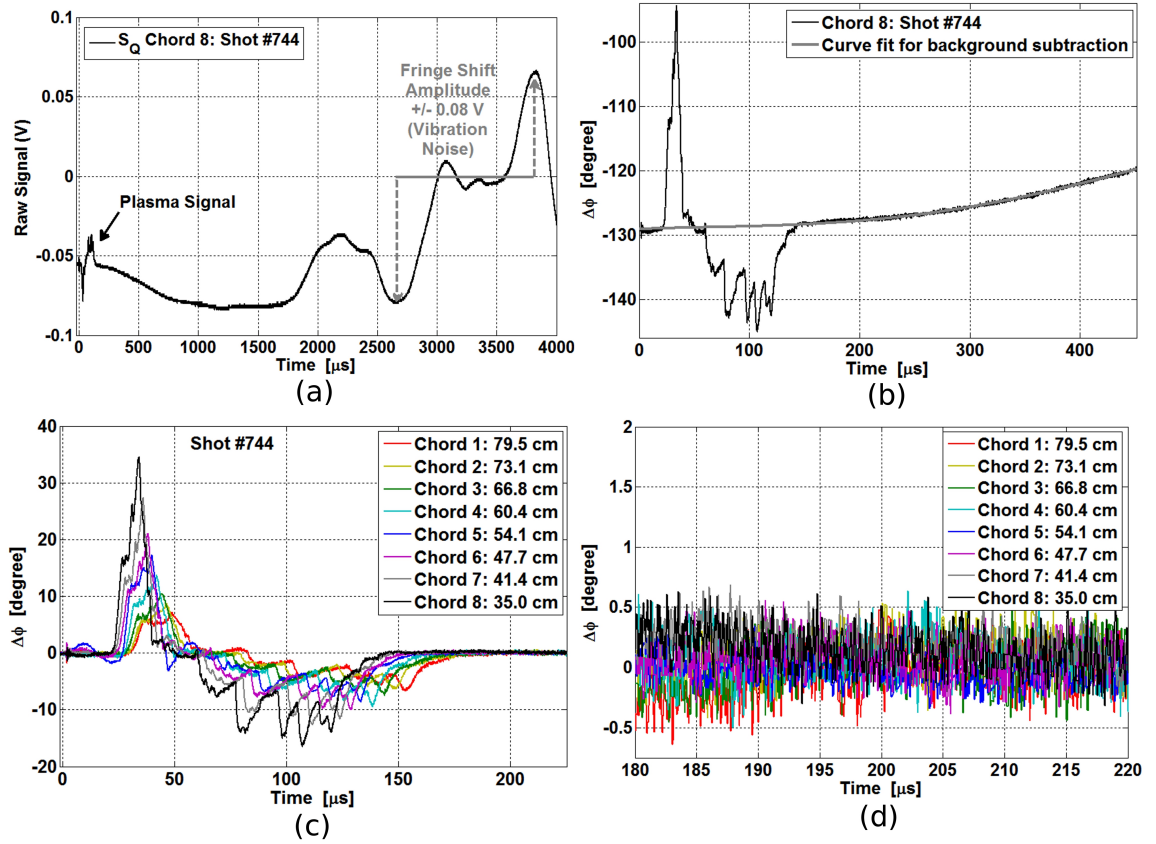 0.1
0.05
0
-0.05
-0.1
Raw Signal (V)
S_Q Chord 8: Shot #744
Fringe Shift
Amplitude
+/- 0.08 V
(Vibration
Noise)
Plasma Signal
0 500 1000 1500 2000 2500 3000 3500 4000
Time [μs]
(a)
-100
-110
-120
-130
-140
Δϕ [degree]
Chord 8: Shot #744
Curve fit for background subtraction
0 100 200 300 400
Time [μs]
(b)
40
30
20
10
0
-10
-20
Δϕ [degree]
Shot #744
Chord 1: 79.5 cm
Chord 2: 73.1 cm
Chord 3: 66.8 cm
Chord 4: 60.4 cm
Chord 5: 54.1 cm
Chord 6: 47.7 cm
Chord 7: 41.4 cm
Chord 8: 35.0 cm
0 50 100 150 200
Time [μs]
(c)
2
1.5
1
0.5
0
-0.5
Δϕ [degree]
Chord 1: 79.5 cm
Chord 2: 73.1 cm
Chord 3: 66.8 cm
Chord 4: 60.4 cm
Chord 5: 54.1 cm
Chord 6: 47.7 cm
Chord 7: 41.4 cm
Chord 8: 35.0 cm
180 185 190 195 200 205 210 215 220
Time [μs]
(d)